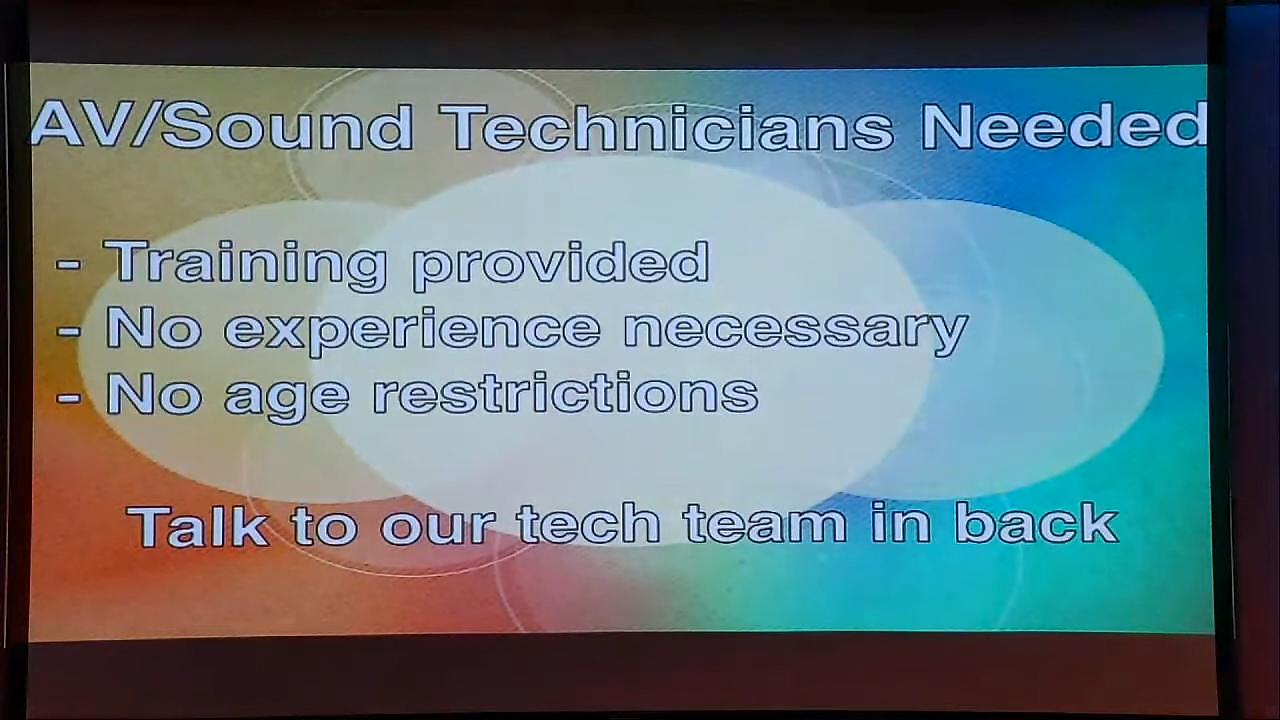 AV/Sound Technicians Needed
- Training provided
- No experience necessary
- No age restrictions
Talk to our tech team in back